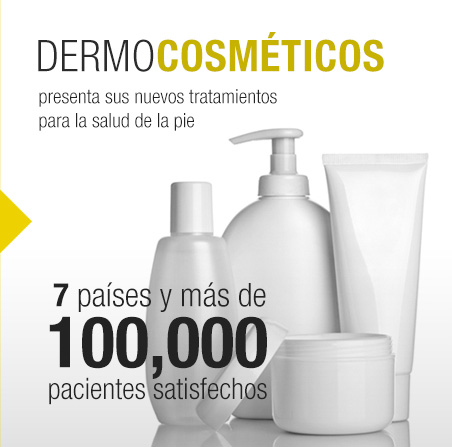 DERMOCOSMÉTICOS
presenta sus nuevos tratamientos
para la salud de la pie
7 países y más de
100,000
pacientes satisfechos